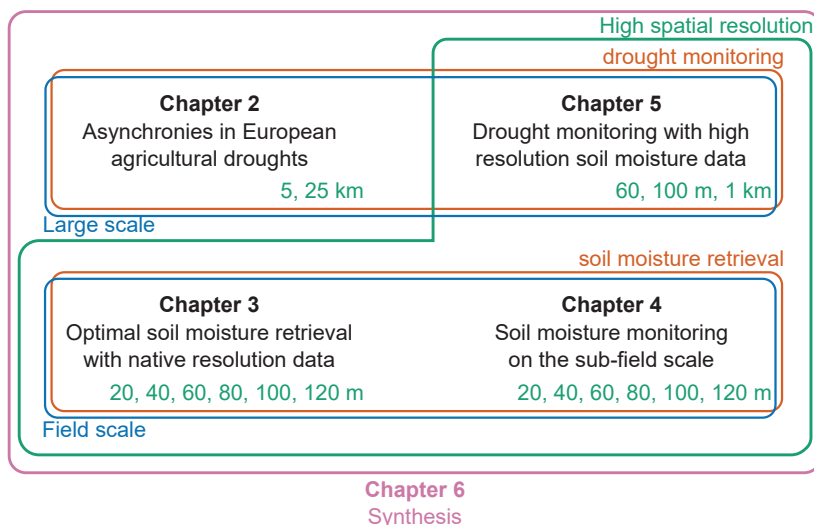 High spatial resolution
drought monitoring
Chapter 2
Asynchronies in European
agricultural droughts
5, 25 km
Chapter 5
Drought monitoring with high
resolution soil moisture data
60, 100 m, 1 km
Large scale
soil moisture retrieval
Chapter 3
Optimal soil moisture retrieval
with native resolution data
20, 40, 60, 80, 100, 120 m
Chapter 4
Soil moisture monitoring
on the sub-field scale
20, 40, 60, 80, 100, 120 m
Field scale
Chapter 6
Synthesis